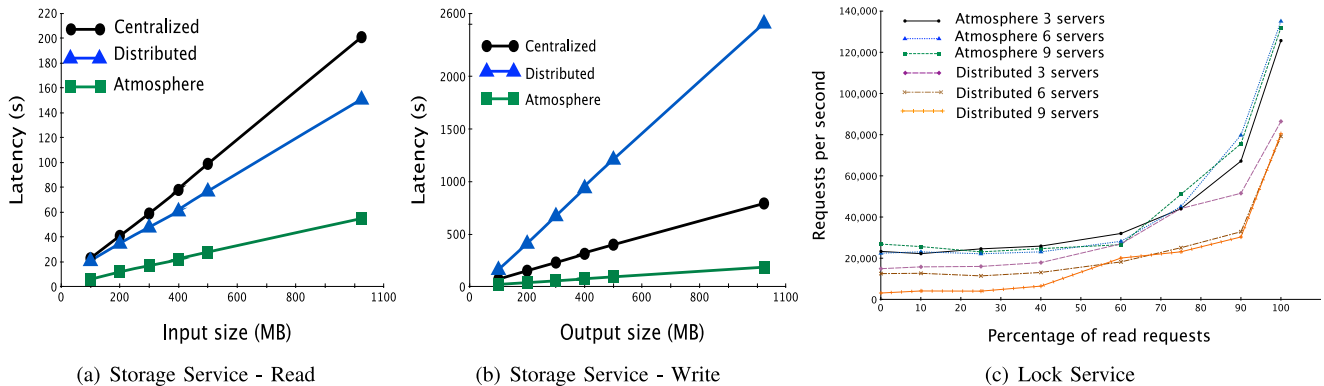 220
200
180
160
140
120
100
80
60
40
20
0
Latency (s)
Centralized
Distributed
Atmosphere
0
200
400
600
800
1100
Input size (MB)
(a) Storage Service - Read
2600
2600
1500
1000
500
0
Latency (s)
Centralized
Distributed
Atmosphere
0
200
400
600
800
1100
Output size (MB)
(b) Storage Service - Write
140,000
120,000
100,000
80,000
60,000
40,000
20,000
0
Requests per second
Atmosphere 3 servers
Atmosphere 6 servers
Atmosphere 9 servers
Distributed 3 servers
Distributed 6 servers
Distributed 9 servers
0
10
20
30
40
50
60
70
80
90
100
Percentage of read requests
(c) Lock Service